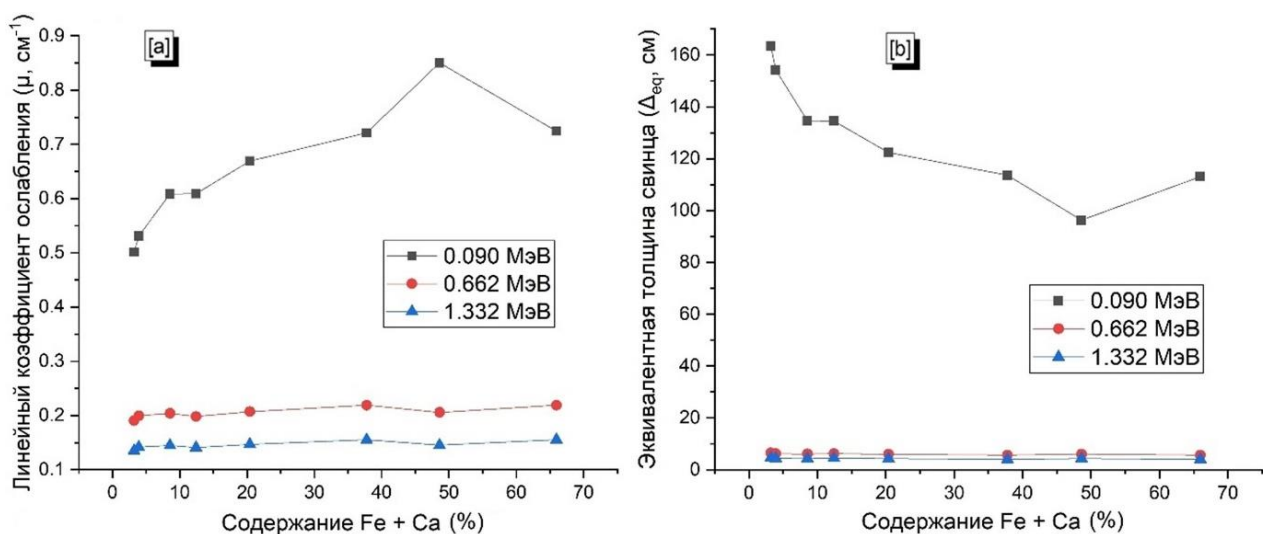 [a]
Линейный коэффициент ослабления (μ, см⁻¹)
0.9
0.8
0.7
0.6
0.5
0.4
0.3
0.2
0.1
0.090 МэВ
0.662 МэВ
1.332 МэВ
0 10 20 30 40 50 60 70
Содержание Fe + Ca (%)
[b]
Эквивалентная толщина свинца (Δeq, см)
160
140
120
100
80
60
40
20
0
0.090 МэВ
0.662 МэВ
1.332 МэВ
0 10 20 30 40 50 60 70
Содержание Fe + Ca (%)